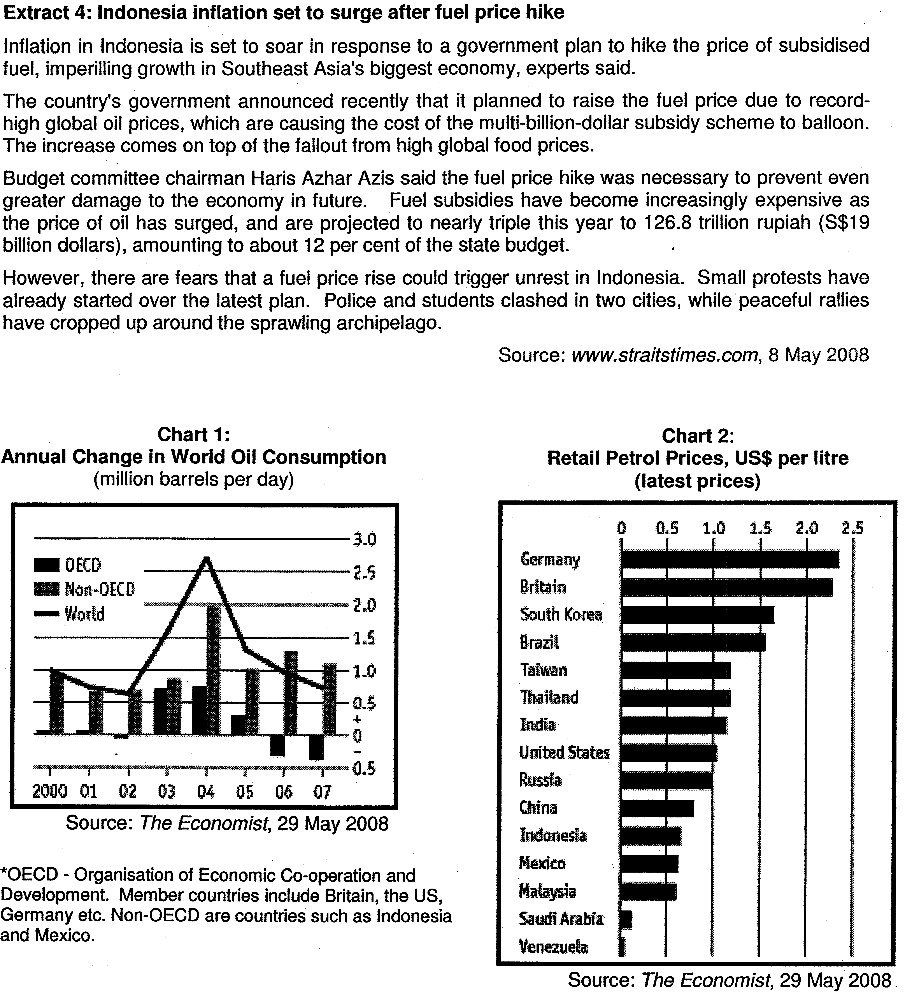 Extract 4: Indonesia inflation set to surge after fuel price hike
Inflation in Indonesia is set to soar in response to a government plan to hike the price of subsidised
fuel, imperilling growth in Southeast Asia's biggest economy, experts said.
The country's government announced recently that it planned to raise the fuel price due to record-
high global oil prices, which are causing the cost of the multi-billion-dollar subsidy scheme to balloon.
The increase comes on top of the fallout from high global food prices.
Budget committee chairman Haris Azhar Azis said the fuel price hike was necessary to prevent even
greater damage to the economy in future. Fuel subsidies have become increasingly expensive as
the price of oil has surged, and are projected to nearly triple this year to 126.8 trillion rupiah (S$19
billion dollars), amounting to about 12 per cent of the state budget.
However, there are fears that a fuel price rise could trigger unrest in Indonesia. Small protests have
already started over the latest plan. Police and students clashed in two cities, while peaceful rallies
have cropped up around the sprawling archipelago.
Source: www.straitstimes.com, 8 May 2008
Chart 1:
Annual Change in World Oil Consumption
(million barrels per day)
3.0
OECD
2.5
Non-OECD
2.0
World
1.5
1.0
0.5
+
0
–
0.5
2000 01 02 03 04 05 06 07
Source: The Economist, 29 May 2008
*OECD - Organisation of Economic Co-operation and
Development. Member countries include Britain, the US,
Germany etc. Non-OECD are countries such as Indonesia
and Mexico.
Chart 2:
Retail Petrol Prices, US$ per litre
(latest prices)
0 0.5 1.0 1.5 2.0 2.5
Germany
Britain
South Korea
Brazil
Taiwan
Thailand
India
United States
Russia
China
Indonesia
Mexico
Malaysia
Saudi Arabia
Venezuela
Source: The Economist, 29 May 2008